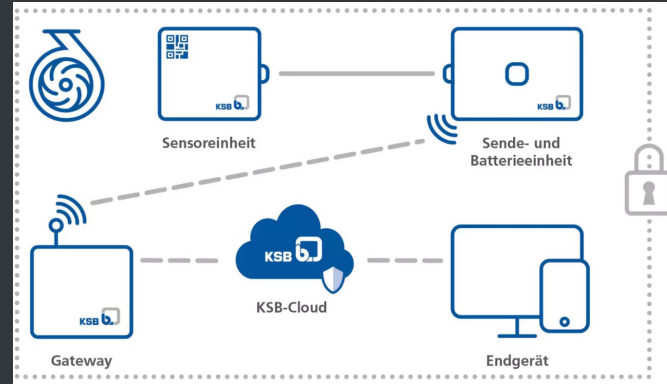 KSB b.
KSB b.
Sensoreinheit
Sende- und
Batterieeinheit
KSB b.
KSB b.
KSB-Cloud
Gateway
Endgerät